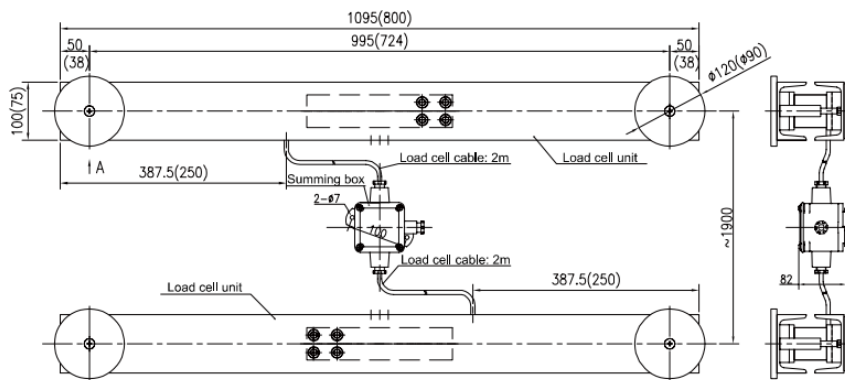 1095(800)
995(724)
50
(38)
50
(38)
ø120(ø90)
100(75)
A
387.5(250)
Load cell cable: 2m
Load cell unit
Summing box
2-ø7
100
~1900
Load cell cable: 2m
387.5(250)
82
Load cell unit